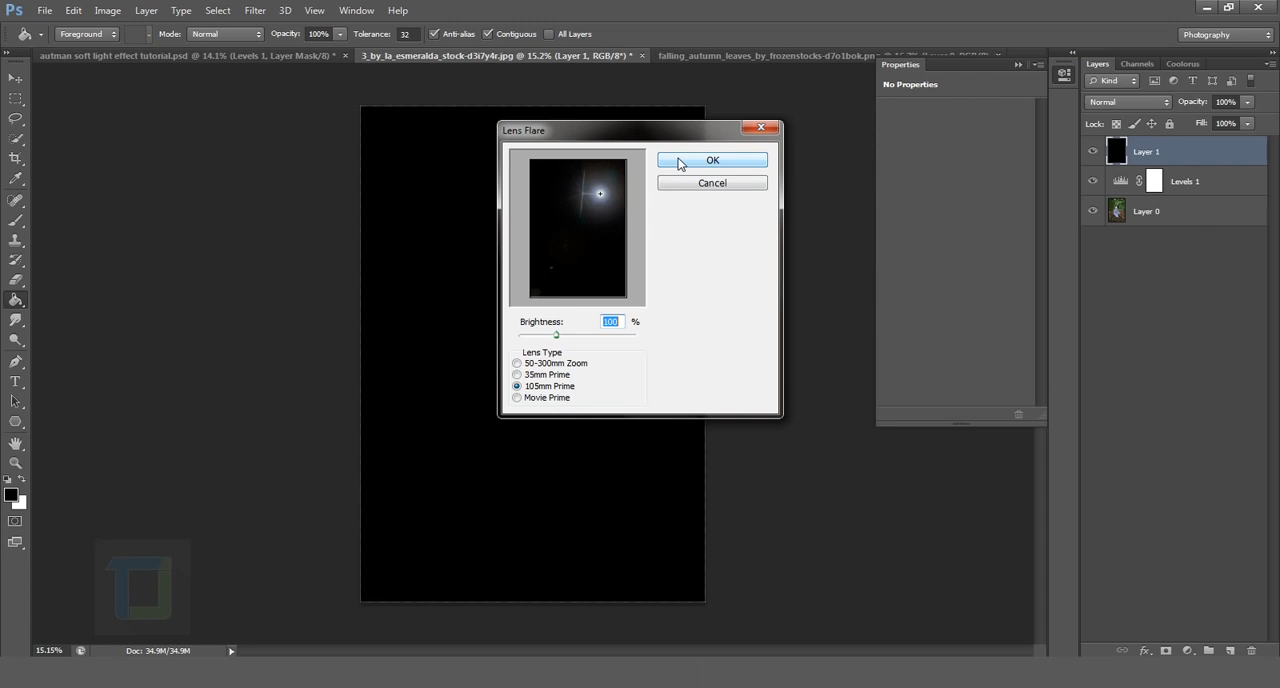 Ps File Edit Image Layer Type Select Filter 3D View Window Help
Foreground Mode: Normal Opacity: 100% Tolerance: 32 Anti-alias Contiguous All Layers Photography
autman soft light effect tutorial.psd @ 14.1% (Levels 1, Layer Mask/8) * × 3_by_la_esmeralda_stock-d3i7y4r.jpg @ 15.2% (Layer 1, RGB/8*) * × falling_autumn_leaves_by_frozenstocks-d7o1bok.pn
Properties
No Properties
Layers Channels Coolorus
Kind
Normal Opacity: 100%
Lock: Fill: 100%
Layer 1
Levels 1
Layer 0
Lens Flare
OK
Cancel
Brightness: 100 %
Lens Type
50-300mm Zoom
35mm Prime
105mm Prime
Movie Prime
15.15% Doc: 34.9M/34.9M